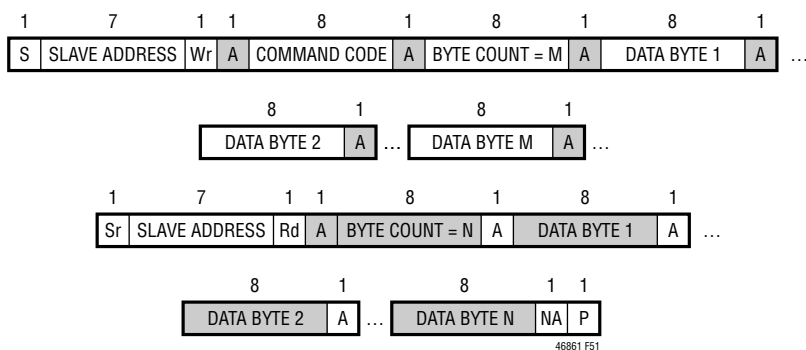 1 7 1 1 8 1 8 1 8 1
S SLAVE ADDRESS Wr A COMMAND CODE A BYTE COUNT = M A DATA BYTE 1 A …
8 1 8 1
DATA BYTE 2 A … DATA BYTE M A …
1 7 1 1 8 1 8 1
Sr SLAVE ADDRESS Rd A BYTE COUNT = N A DATA BYTE 1 A …
8 1 8 1 1
DATA BYTE 2 A … DATA BYTE N NA P
46861 F51